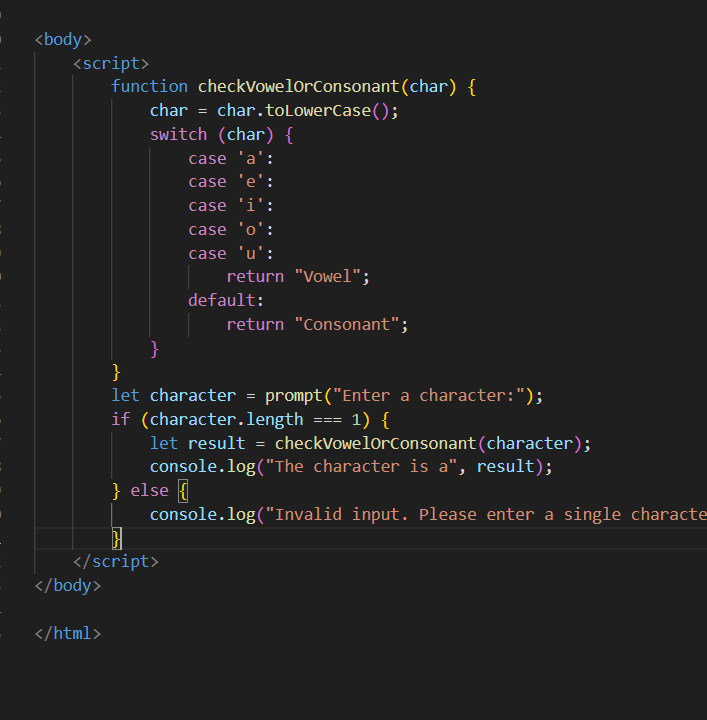 <body>
<script>
function checkVowelOrConsonant(char) {
char = char.toLowerCase();
switch (char) {
case 'a':
case 'e':
case 'i':
case 'o':
case 'u':
return "Vowel";
default:
return "Consonant";
}
}
let character = prompt("Enter a character:");
if (character.length === 1) {
let result = checkVowelOrConsonant(character);
console.log("The character is a", result);
} else {
console.log("Invalid input. Please enter a single characte
}
</script>
</body>
</html>